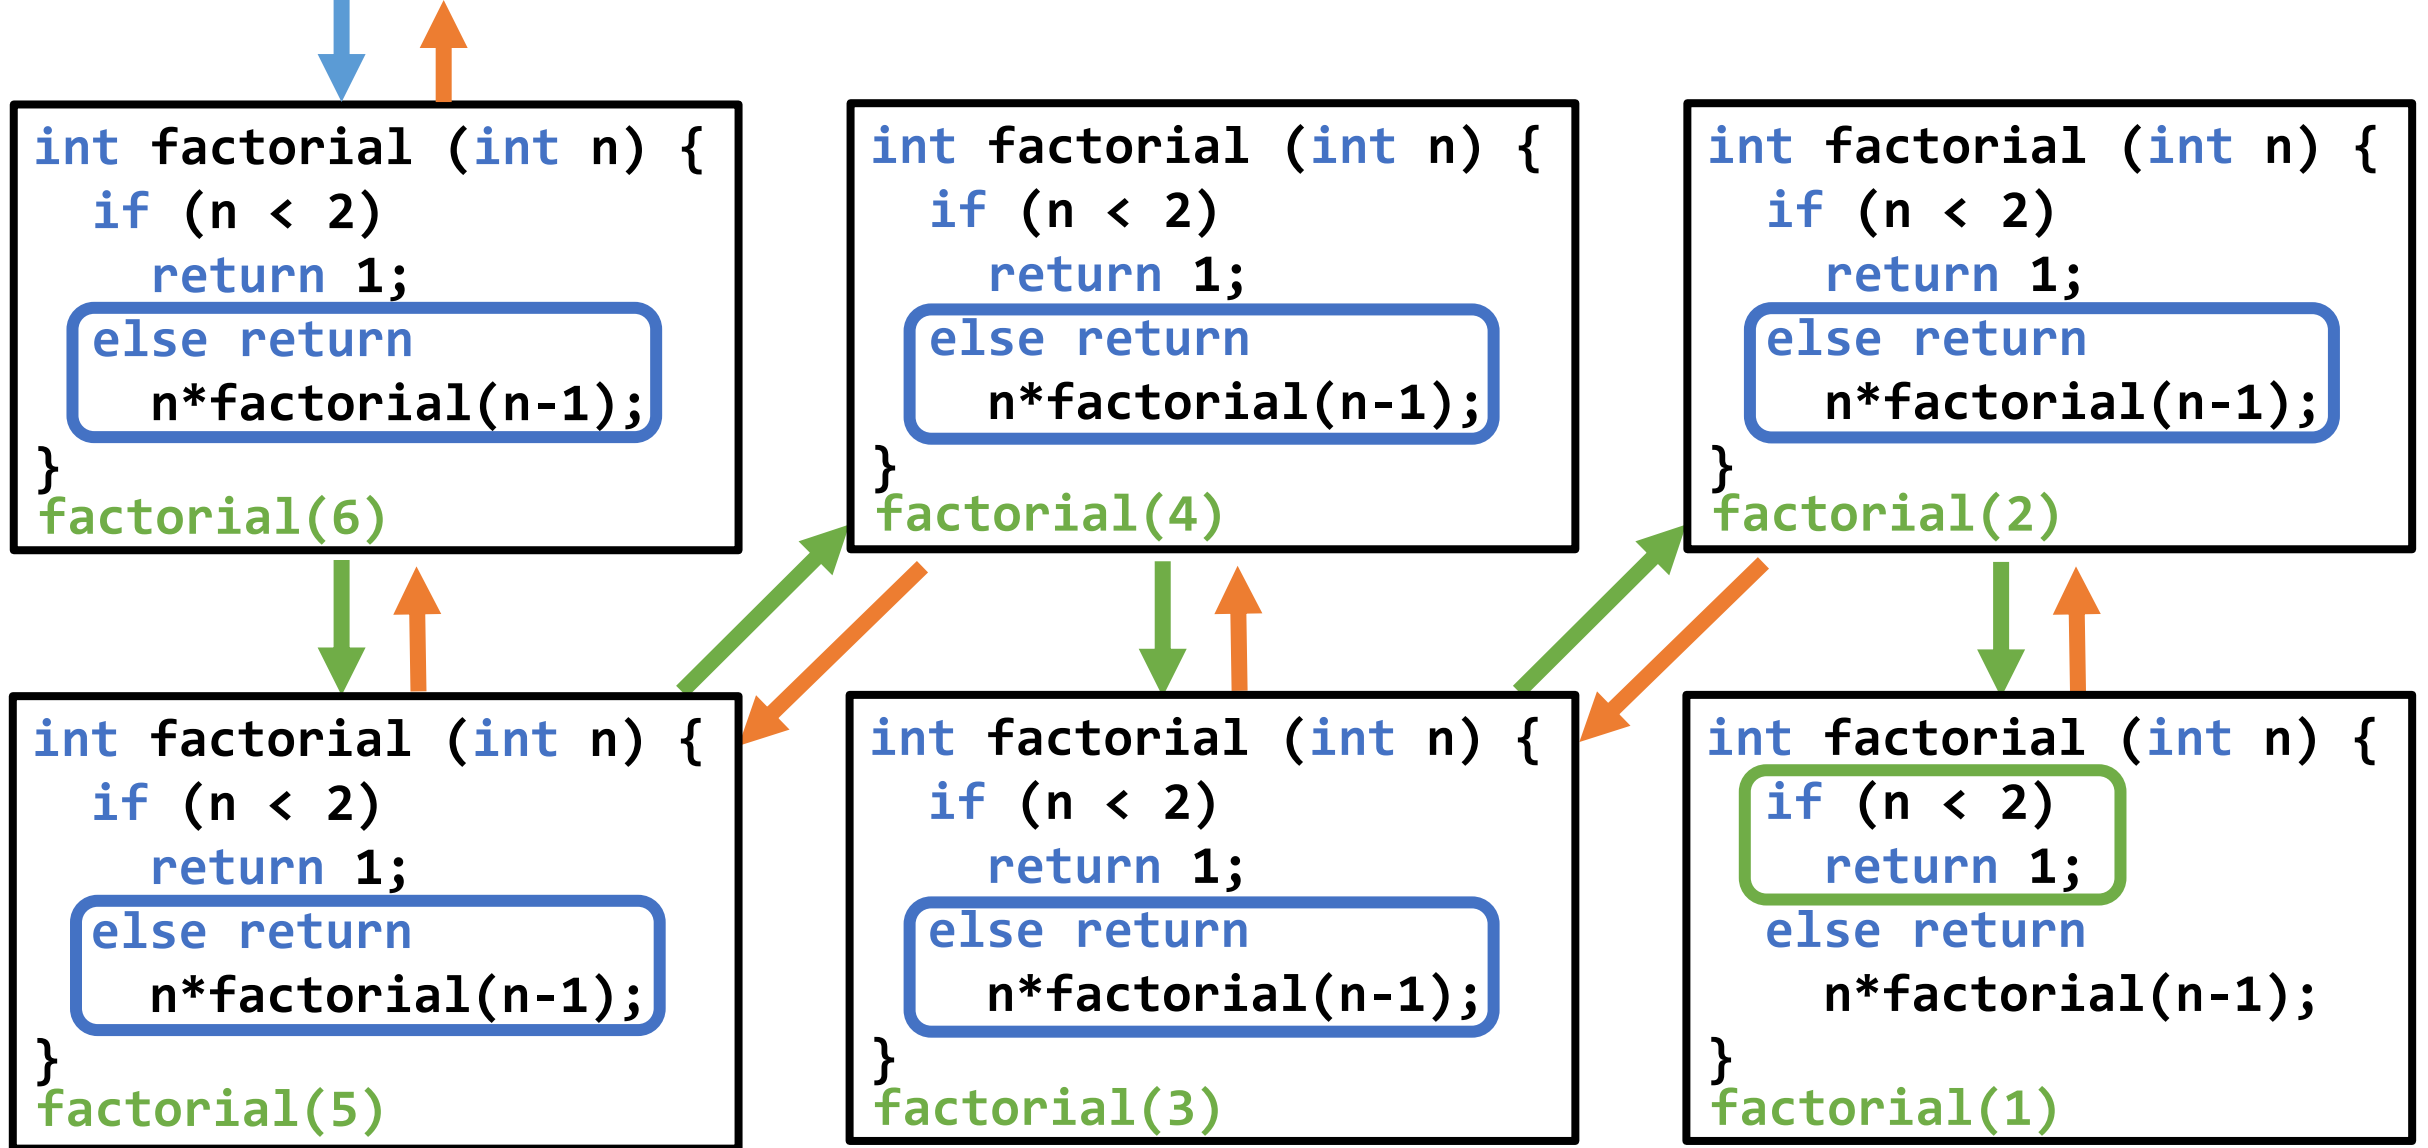 int factorial (int n) {
if (n < 2)
return 1;
else return
n*factorial(n-1);
}
factorial(6)
int factorial (int n) {
if (n < 2)
return 1;
else return
n*factorial(n-1);
}
factorial(4)
int factorial (int n) {
if (n < 2)
return 1;
else return
n*factorial(n-1);
}
factorial(2)
int factorial (int n) {
if (n < 2)
return 1;
else return
n*factorial(n-1);
}
factorial(5)
int factorial (int n) {
if (n < 2)
return 1;
else return
n*factorial(n-1);
}
factorial(3)
int factorial (int n) {
if (n < 2)
return 1;
else return
n*factorial(n-1);
}
factorial(1)